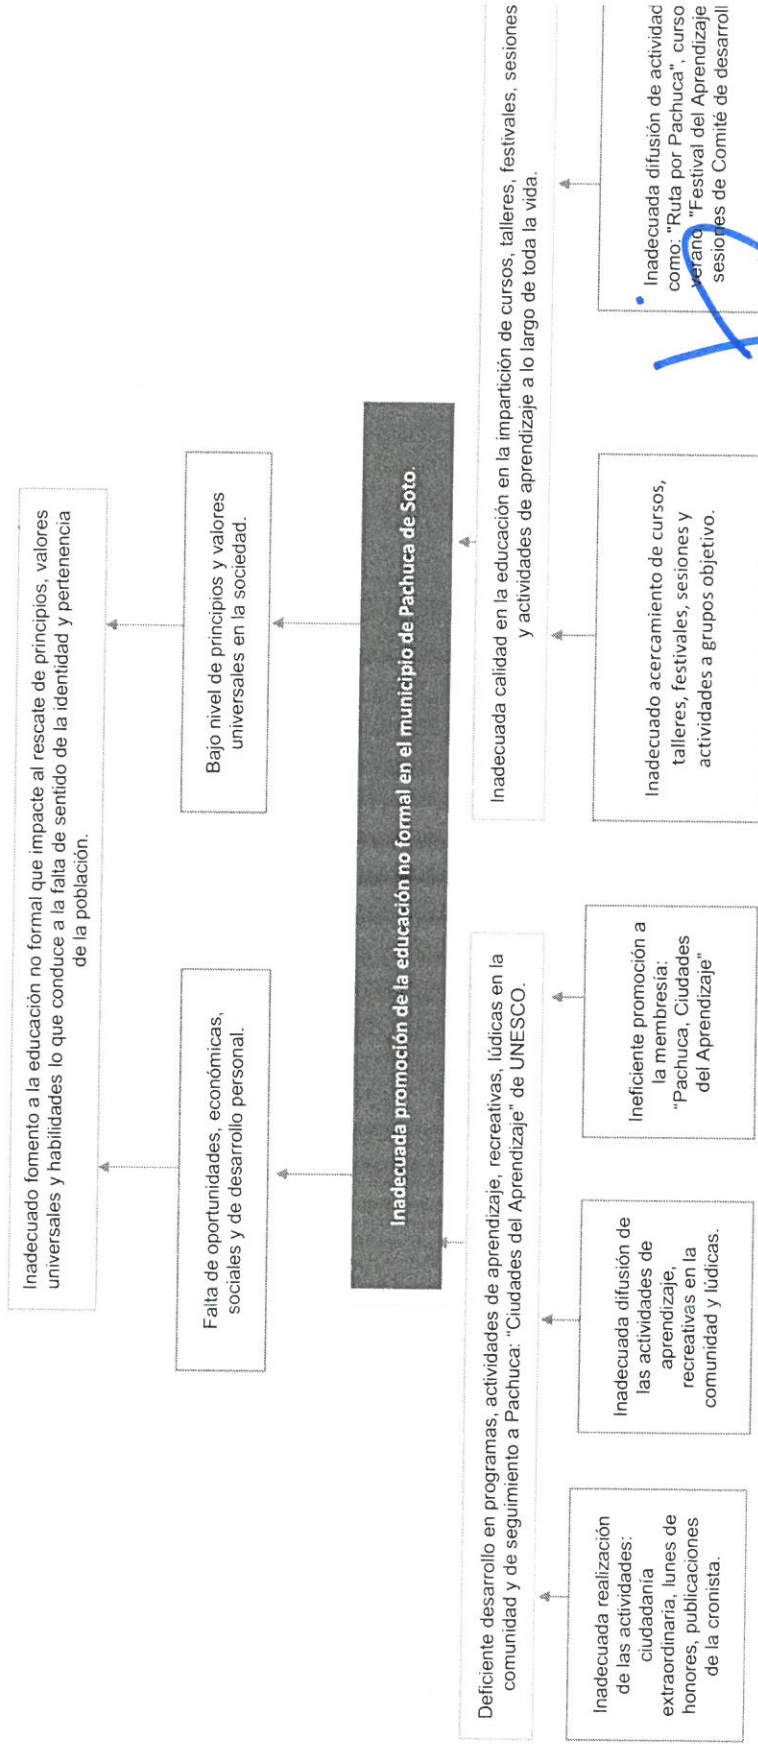 Inadecuado fomento a la educación no formal que impacte al rescate de principios, valores
universales y habilidades lo que conduce a la falta de sentido de la identidad y pertenencia
de la población.
Falta de oportunidades, económicas,
sociales y de desarrollo personal.
Bajo nivel de principios y valores
universales en la sociedad.
Inadecuada promoción de la educación no formal en el municipio de Pachuca de Soto.
Deficiente desarrollo en programas, actividades de aprendizaje, recreativas, lúdicas en la
comunidad y de seguimiento a Pachuca: "Ciudades del Aprendizaje" de UNESCO.
Inadecuada calidad en la educación en la impartición de cursos, talleres, festivales, sesiones
y actividades de aprendizaje a lo largo de toda la vida.
Inadecuada realización
de las actividades:
ciudadanía
extraordinaria, lunes de
honores, publicaciones
de la cronista.
Inadecuada difusión de
las actividades de
aprendizaje,
recreativas en la
comunidad y lúdicas.
Ineficiente promoción a
la membresía:
"Pachuca, Ciudades
del Aprendizaje"
Inadecuado acercamiento de cursos,
talleres, festivales, sesiones y
actividades a grupos objetivo.
Inadecuada difusión de actividad
como: "Ruta por Pachuca", curso
verano, "Festival del Aprendizaje
sesiones de Comité de desarroll